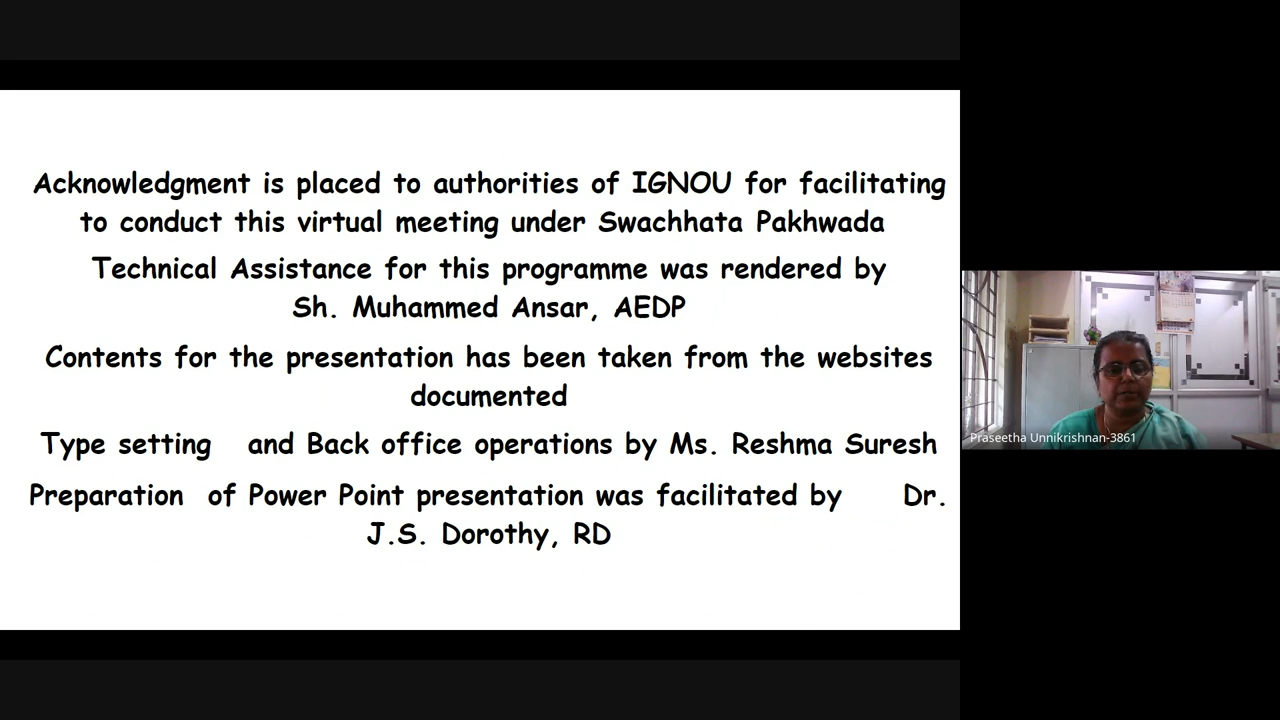 Acknowledgment is placed to authorities of IGNOU for facilitating
to conduct this virtual meeting under Swachhata Pakhwada
Technical Assistance for this programme was rendered by
Sh. Muhammed Ansar, AEDP
Contents for the presentation has been taken from the websites
documented
Type setting and Back office operations by Ms. Reshma Suresh
Preparation of Power Point presentation was facilitated by Dr.
J.S. Dorothy, RD
Praseetha Unnikrishnan-3861